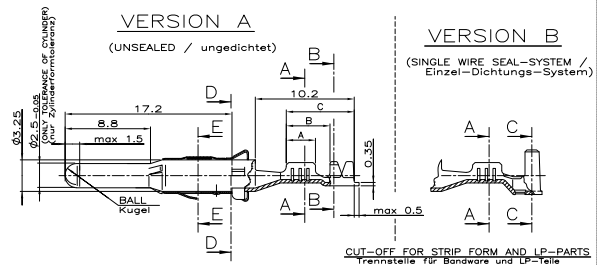 VERSION A
(UNSEALED / ungedichtet)
VERSION B
(SINGLE WIRE SEAL-SYSTEM /
Einzel-Dichtungs-System)
B
A
D
10.2
C
17.2
B
8.8
E
A
max 1.5
(ONLY TOLERANCE OF CYLINDER)
(nur Zylinderformtoleranz)
Ø2.5-0.05
Ø3.25
0.35
A
C
BALL
Kugel
E
A
B
max 0.5
A
C
D
CUT-OFF FOR STRIP FORM AND LP-PARTS
Trennstelle für Bandware und LP-Teile